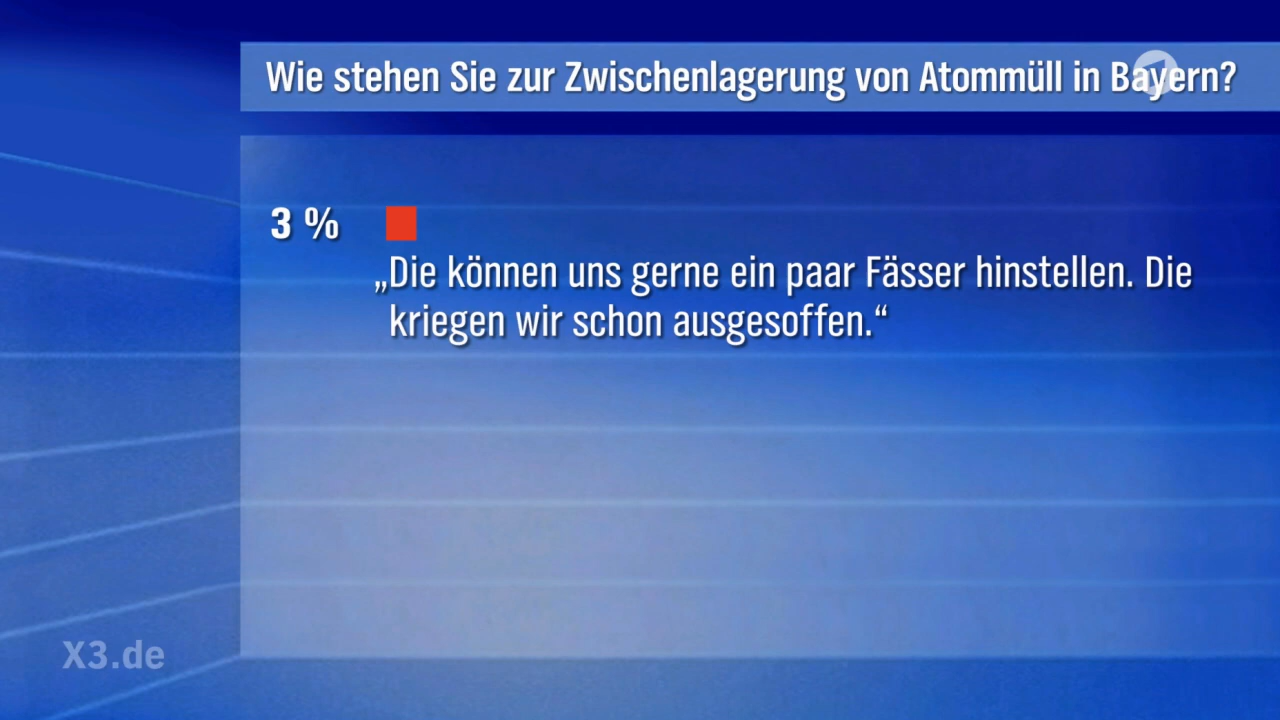 Wie stehen Sie zur Zwischenlagerung von Atommüll in Bayern?
3 %
„Die können uns gerne ein paar Fässer hinstellen. Die
kriegen wir schon ausgesoffen.“
X3.de